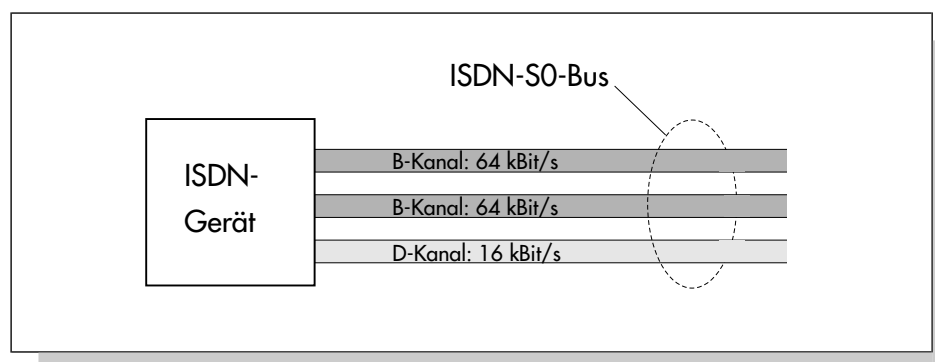 ISDN-S0-Bus
ISDN-
Gerät
B-Kanal: 64 kBit/s
B-Kanal: 64 kBit/s
D-Kanal: 16 kBit/s